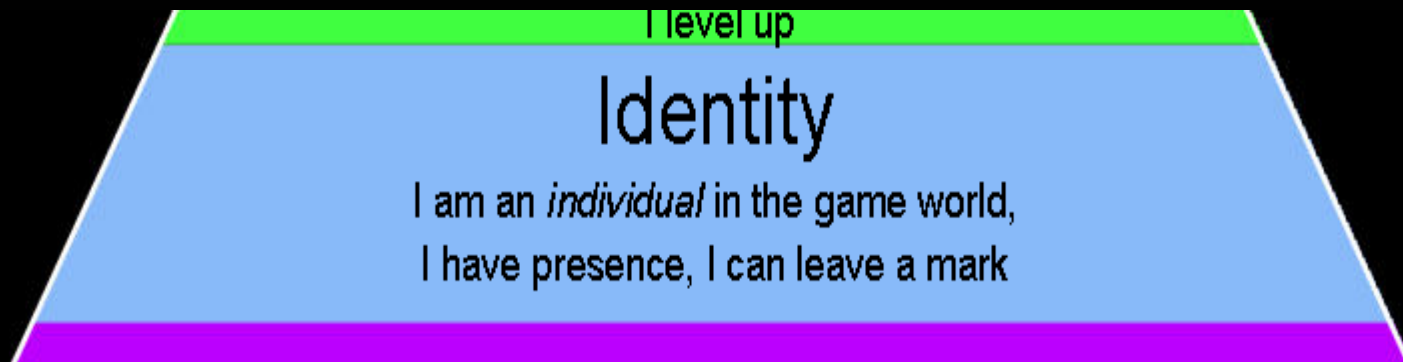 I level up
Identity
I am an individual in the game world,
I have presence, I can leave a mark